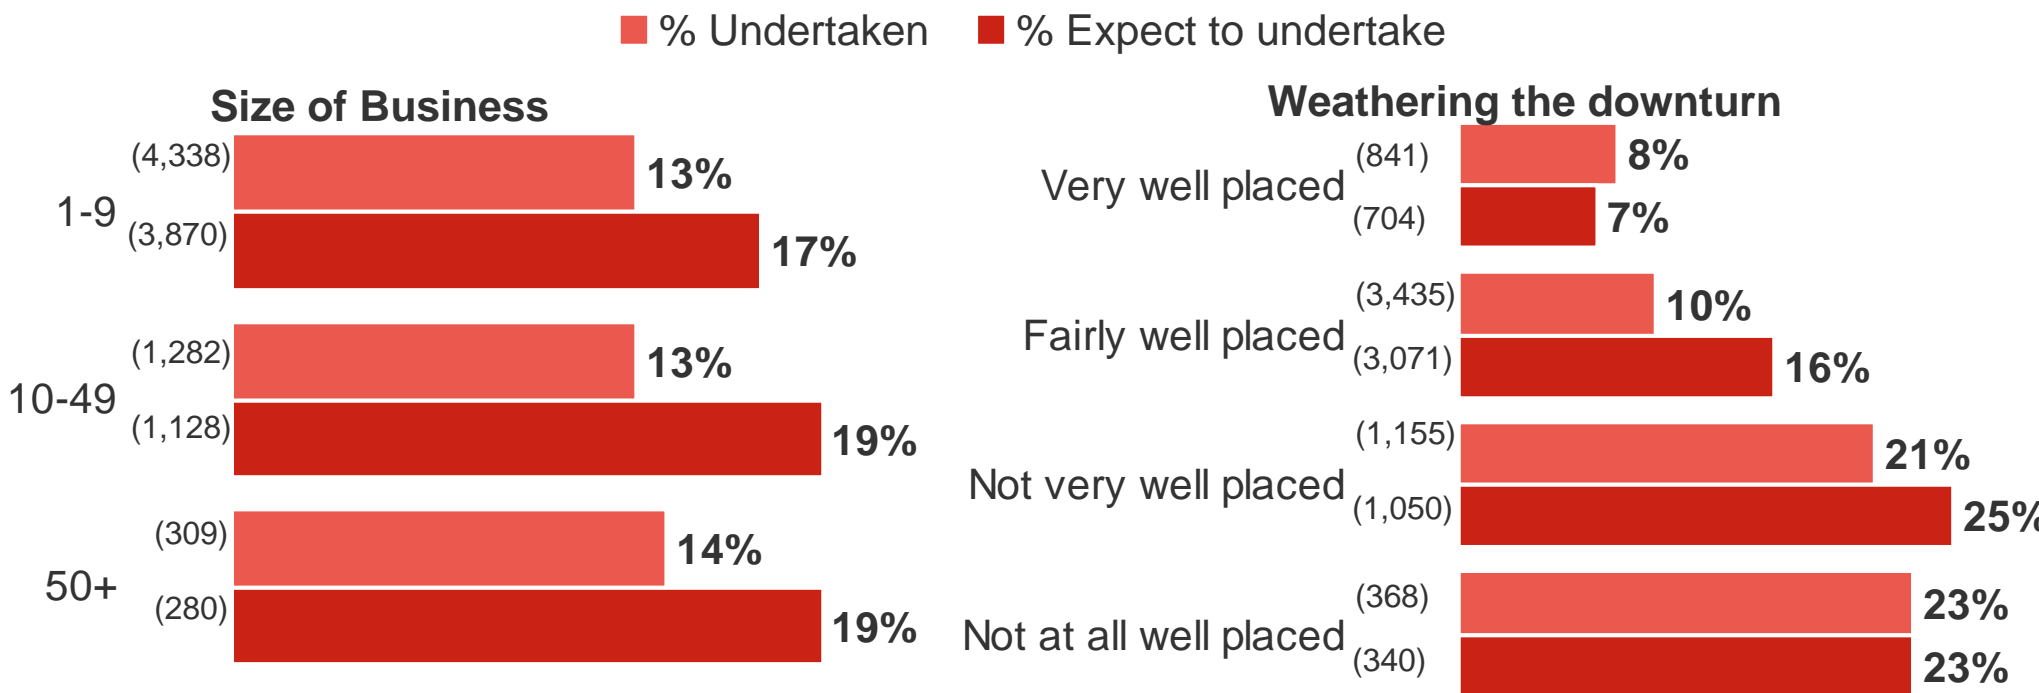 % Undertaken % Expect to undertake
Size of Business
(4,338) 13%
1-9
(3,870) 17%
(1,282) 13%
10-49
(1,128) 19%
(309) 14%
50+
(280) 19%
Weathering the downturn
(841) 8%
Very well placed
(704) 7%
(3,435) 10%
Fairly well placed
(3,071) 16%
(1,155) 21%
Not very well placed
(1,050) 25%
(368) 23%
Not at all well placed
(340) 23%